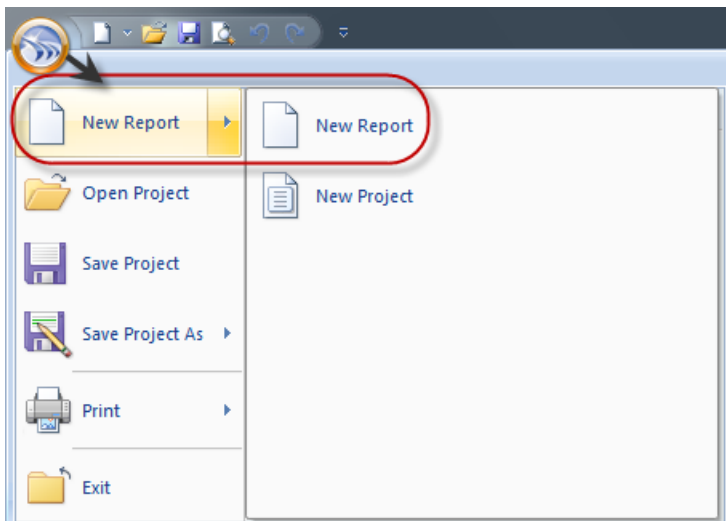 New Report
New Report
Open Project
New Project
Save Project
Save Project As
Print
Exit